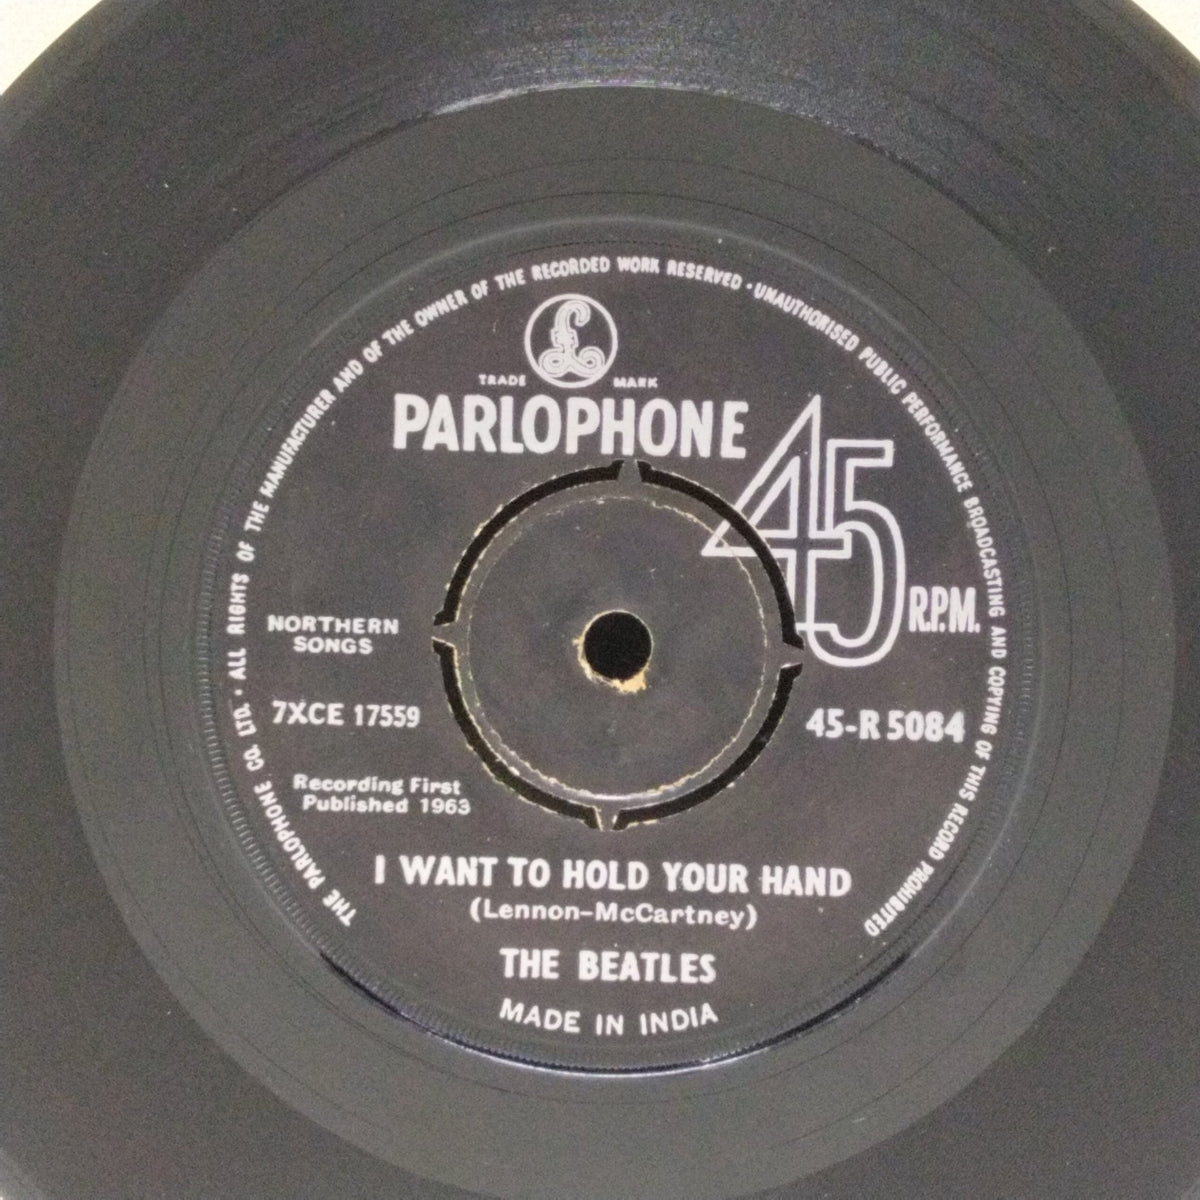 THE PARLOPHONE CO. LTD. · ALL RIGHTS OF THE MANUFACTURER AND OF THE OWNER OF THE RECORDED WORK RESERVED · UNAUTHORISED PUBLIC PERFORMANCE BROADCASTING AND COPYING OF THIS RECORD PROHIBITED
£
TRADE MARK
PARLOPHONE
45 R.P.M.
NORTHERN
SONGS
7XCE 17559
45-R 5084
Recording First
Published 1963
I WANT TO HOLD YOUR HAND
(Lennon-McCartney)
THE BEATLES
MADE IN INDIA